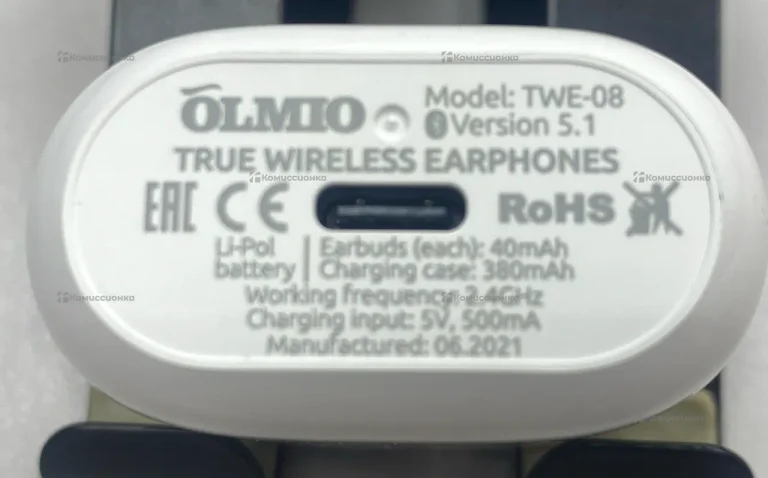 Комиссионка
Комиссионка
ŌLMIO
Model: TWE-08
Version 5.1
TRUE WIRELESS EARPHONES
Комиссионка
Комиссионка
EAC CE RoHS
Li-Pol battery
Earbuds (each): 40mAh
Charging case: 380mAh
Working frequency: 2.4GHz
Комиссионка
Комиссионка
Charging input: 5V, 500mA
Manufactured: 06.2021